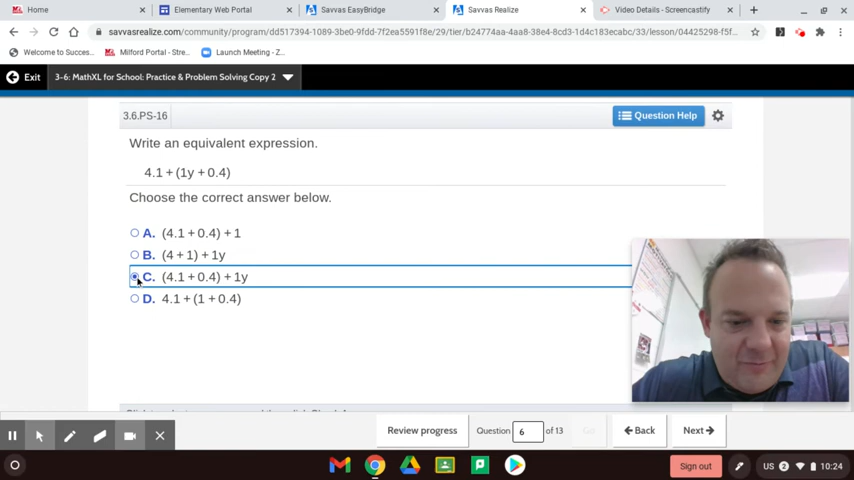 Home
Elementary Web Portal
Savvas EasyBridge
Savvas Realize
Video Details - Screencastify
savvasrealize.com/community/program/dd517394-1089-3be0-9fdd-7f2ea5591f8e/29/tier/b24774aa-4aa8-38e4-8cd3-1d4c183ecabc/33/lesson/04425298-f5f...
Welcome to Succes...
Milford Portal - Stre...
Launch Meeting - Z...
Exit
3-6: MathXL for School: Practice & Problem Solving Copy 2
3.6.PS-16
Question Help
Write an equivalent expression.
4.1 + (1y + 0.4)
Choose the correct answer below.
A. (4.1 + 0.4) + 1
B. (4 + 1) + 1y
C. (4.1 + 0.4) + 1y
D. 4.1 + (1 + 0.4)
Review progress
Question 6 of 13
Go
Back
Next
Sign out
US 2 10:24